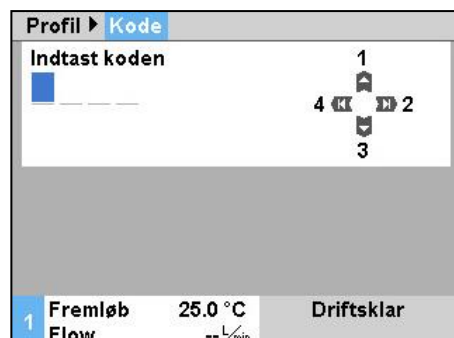 Profil ▶ Kode
Indtast koden
1
4 2
3
1 Fremløb 25.0 °C Driftsklar
Flow -- L/min